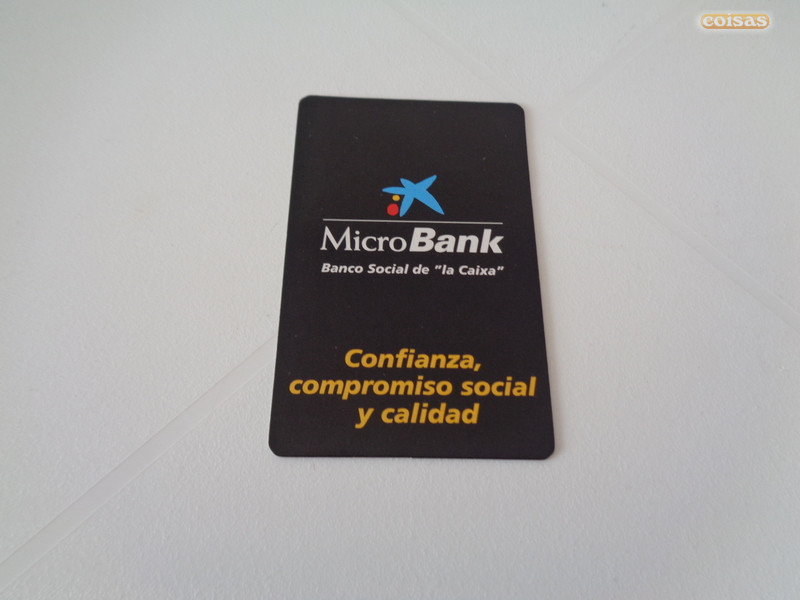 coisas
MicroBank
Banco Social de "la Caixa"
Confianza,
compromiso social
y calidad